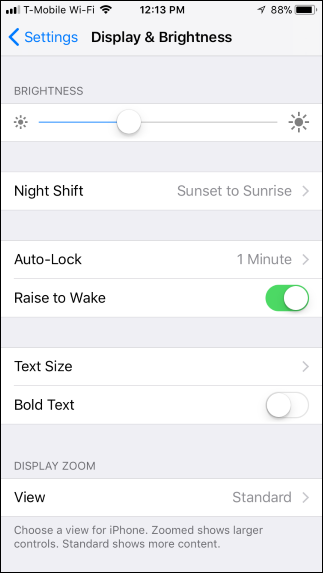 T-Mobile Wi-Fi 12:13 PM 88%
Settings Display & Brightness
BRIGHTNESS
Night Shift Sunset to Sunrise
Auto-Lock 1 Minute
Raise to Wake
Text Size
Bold Text
DISPLAY ZOOM
View Standard
Choose a view for iPhone. Zoomed shows larger
controls. Standard shows more content.